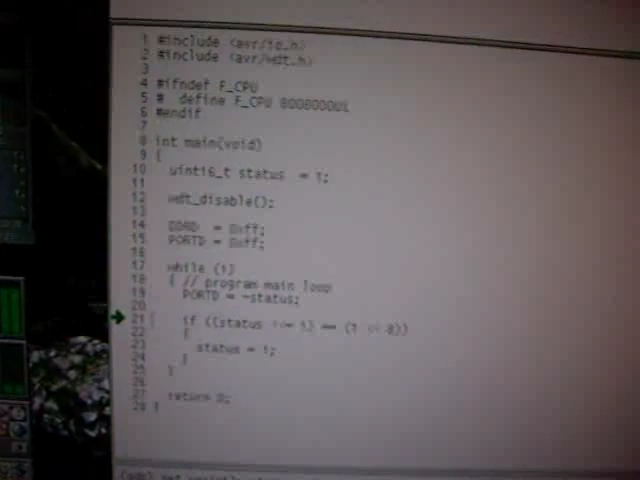 1 #include <avr/io.h>
2 #include <avr/wdt.h>
3
4 #ifndef F_CPU
5 #  define F_CPU 8000000UL
6 #endif
7
8 int main(void)
9 {
10   uint16_t status  = 1;
11
12   wdt_disable();
13
14   DDRD  = 0xff;
15   PORTD = 0xff;
16
17   while (1)
18   { // program main loop
19     PORTD = ~status;
20
21     if ((status <<= 1) == (1 << 8))
22     {
23       status = 1;
24     }
25   }
26
27   return 0;
28 }